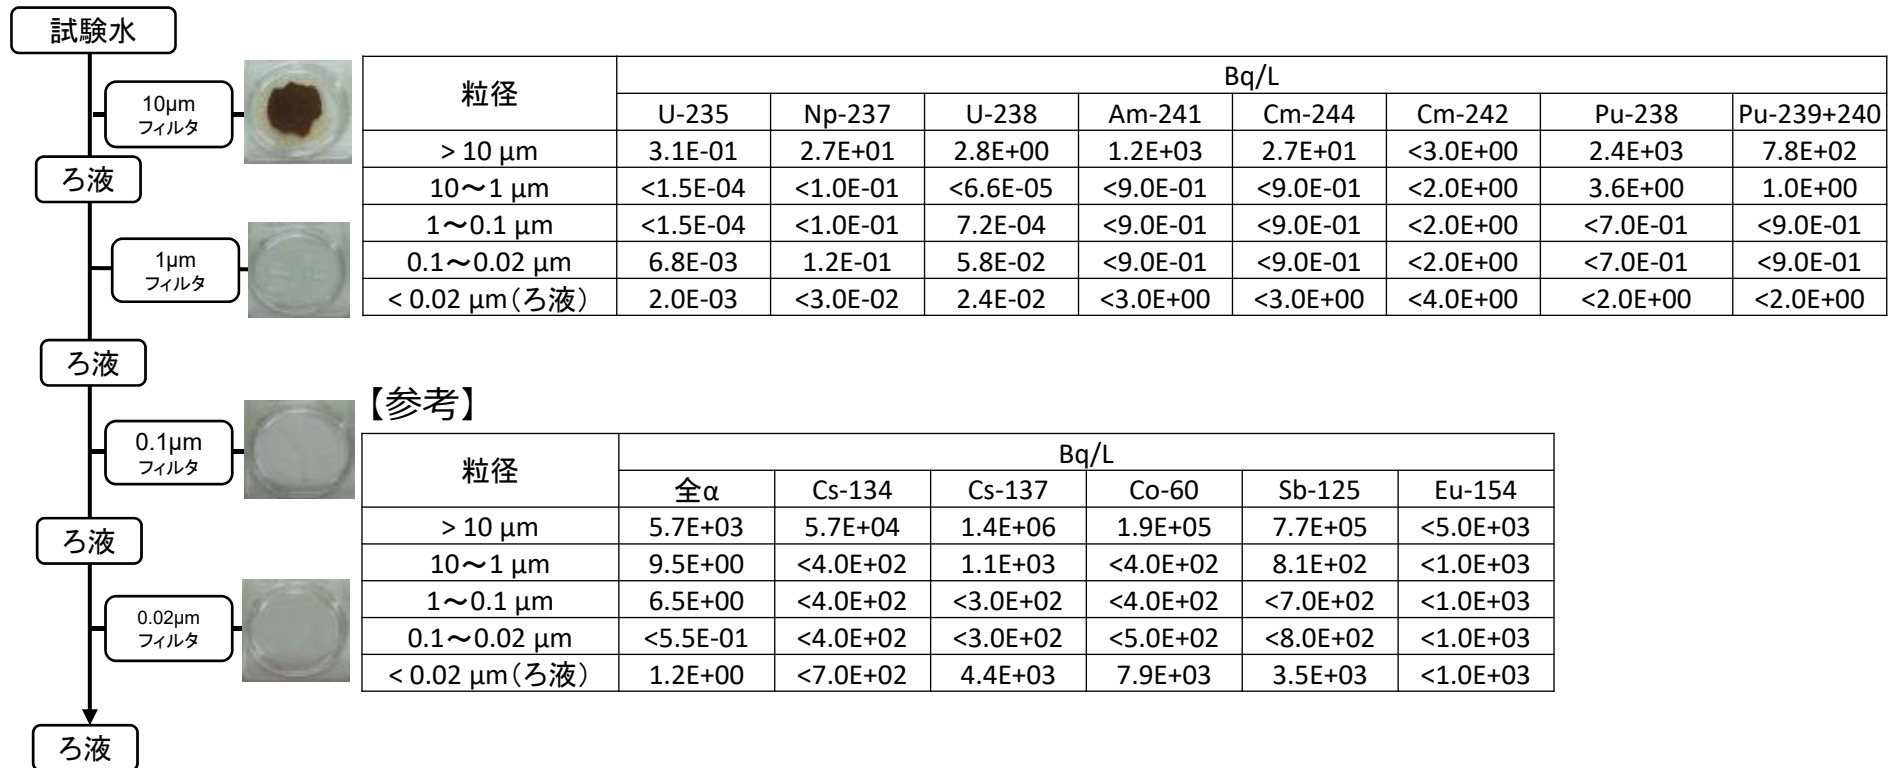 試験水
10μm
フィルタ
ろ液
1μm
フィルタ
ろ液
0.1μm
フィルタ
ろ液
0.02μm
フィルタ
ろ液
粒径 Bq/L
U-235 Np-237 U-238 Am-241 Cm-244 Cm-242 Pu-238 Pu-239+240
> 10 μm 3.1E-01 2.7E+01 2.8E+00 1.2E+03 2.7E+01 <3.0E+00 2.4E+03 7.8E+02
10～1 μm <1.5E-04 <1.0E-01 <6.6E-05 <9.0E-01 <9.0E-01 <2.0E+00 3.6E+00 1.0E+00
1～0.1 μm <1.5E-04 <1.0E-01 7.2E-04 <9.0E-01 <9.0E-01 <2.0E+00 <7.0E-01 <9.0E-01
0.1～0.02 μm 6.8E-03 1.2E-01 5.8E-02 <9.0E-01 <9.0E-01 <2.0E+00 <7.0E-01 <9.0E-01
< 0.02 μm（ろ液） 2.0E-03 <3.0E-02 2.4E-02 <3.0E+00 <3.0E+00 <4.0E+00 <2.0E+00 <2.0E+00
【参考】
粒径 Bq/L
全α Cs-134 Cs-137 Co-60 Sb-125 Eu-154
> 10 μm 5.7E+03 5.7E+04 1.4E+06 1.9E+05 7.7E+05 <5.0E+03
10～1 μm 9.5E+00 <4.0E+02 1.1E+03 <4.0E+02 8.1E+02 <1.0E+03
1～0.1 μm 6.5E+00 <4.0E+02 <3.0E+02 <4.0E+02 <7.0E+02 <1.0E+03
0.1～0.02 μm <5.5E-01 <4.0E+02 <3.0E+02 <5.0E+02 <8.0E+02 <1.0E+03
< 0.02 μm（ろ液） 1.2E+00 <7.0E+02 4.4E+03 7.9E+03 3.5E+03 <1.0E+03